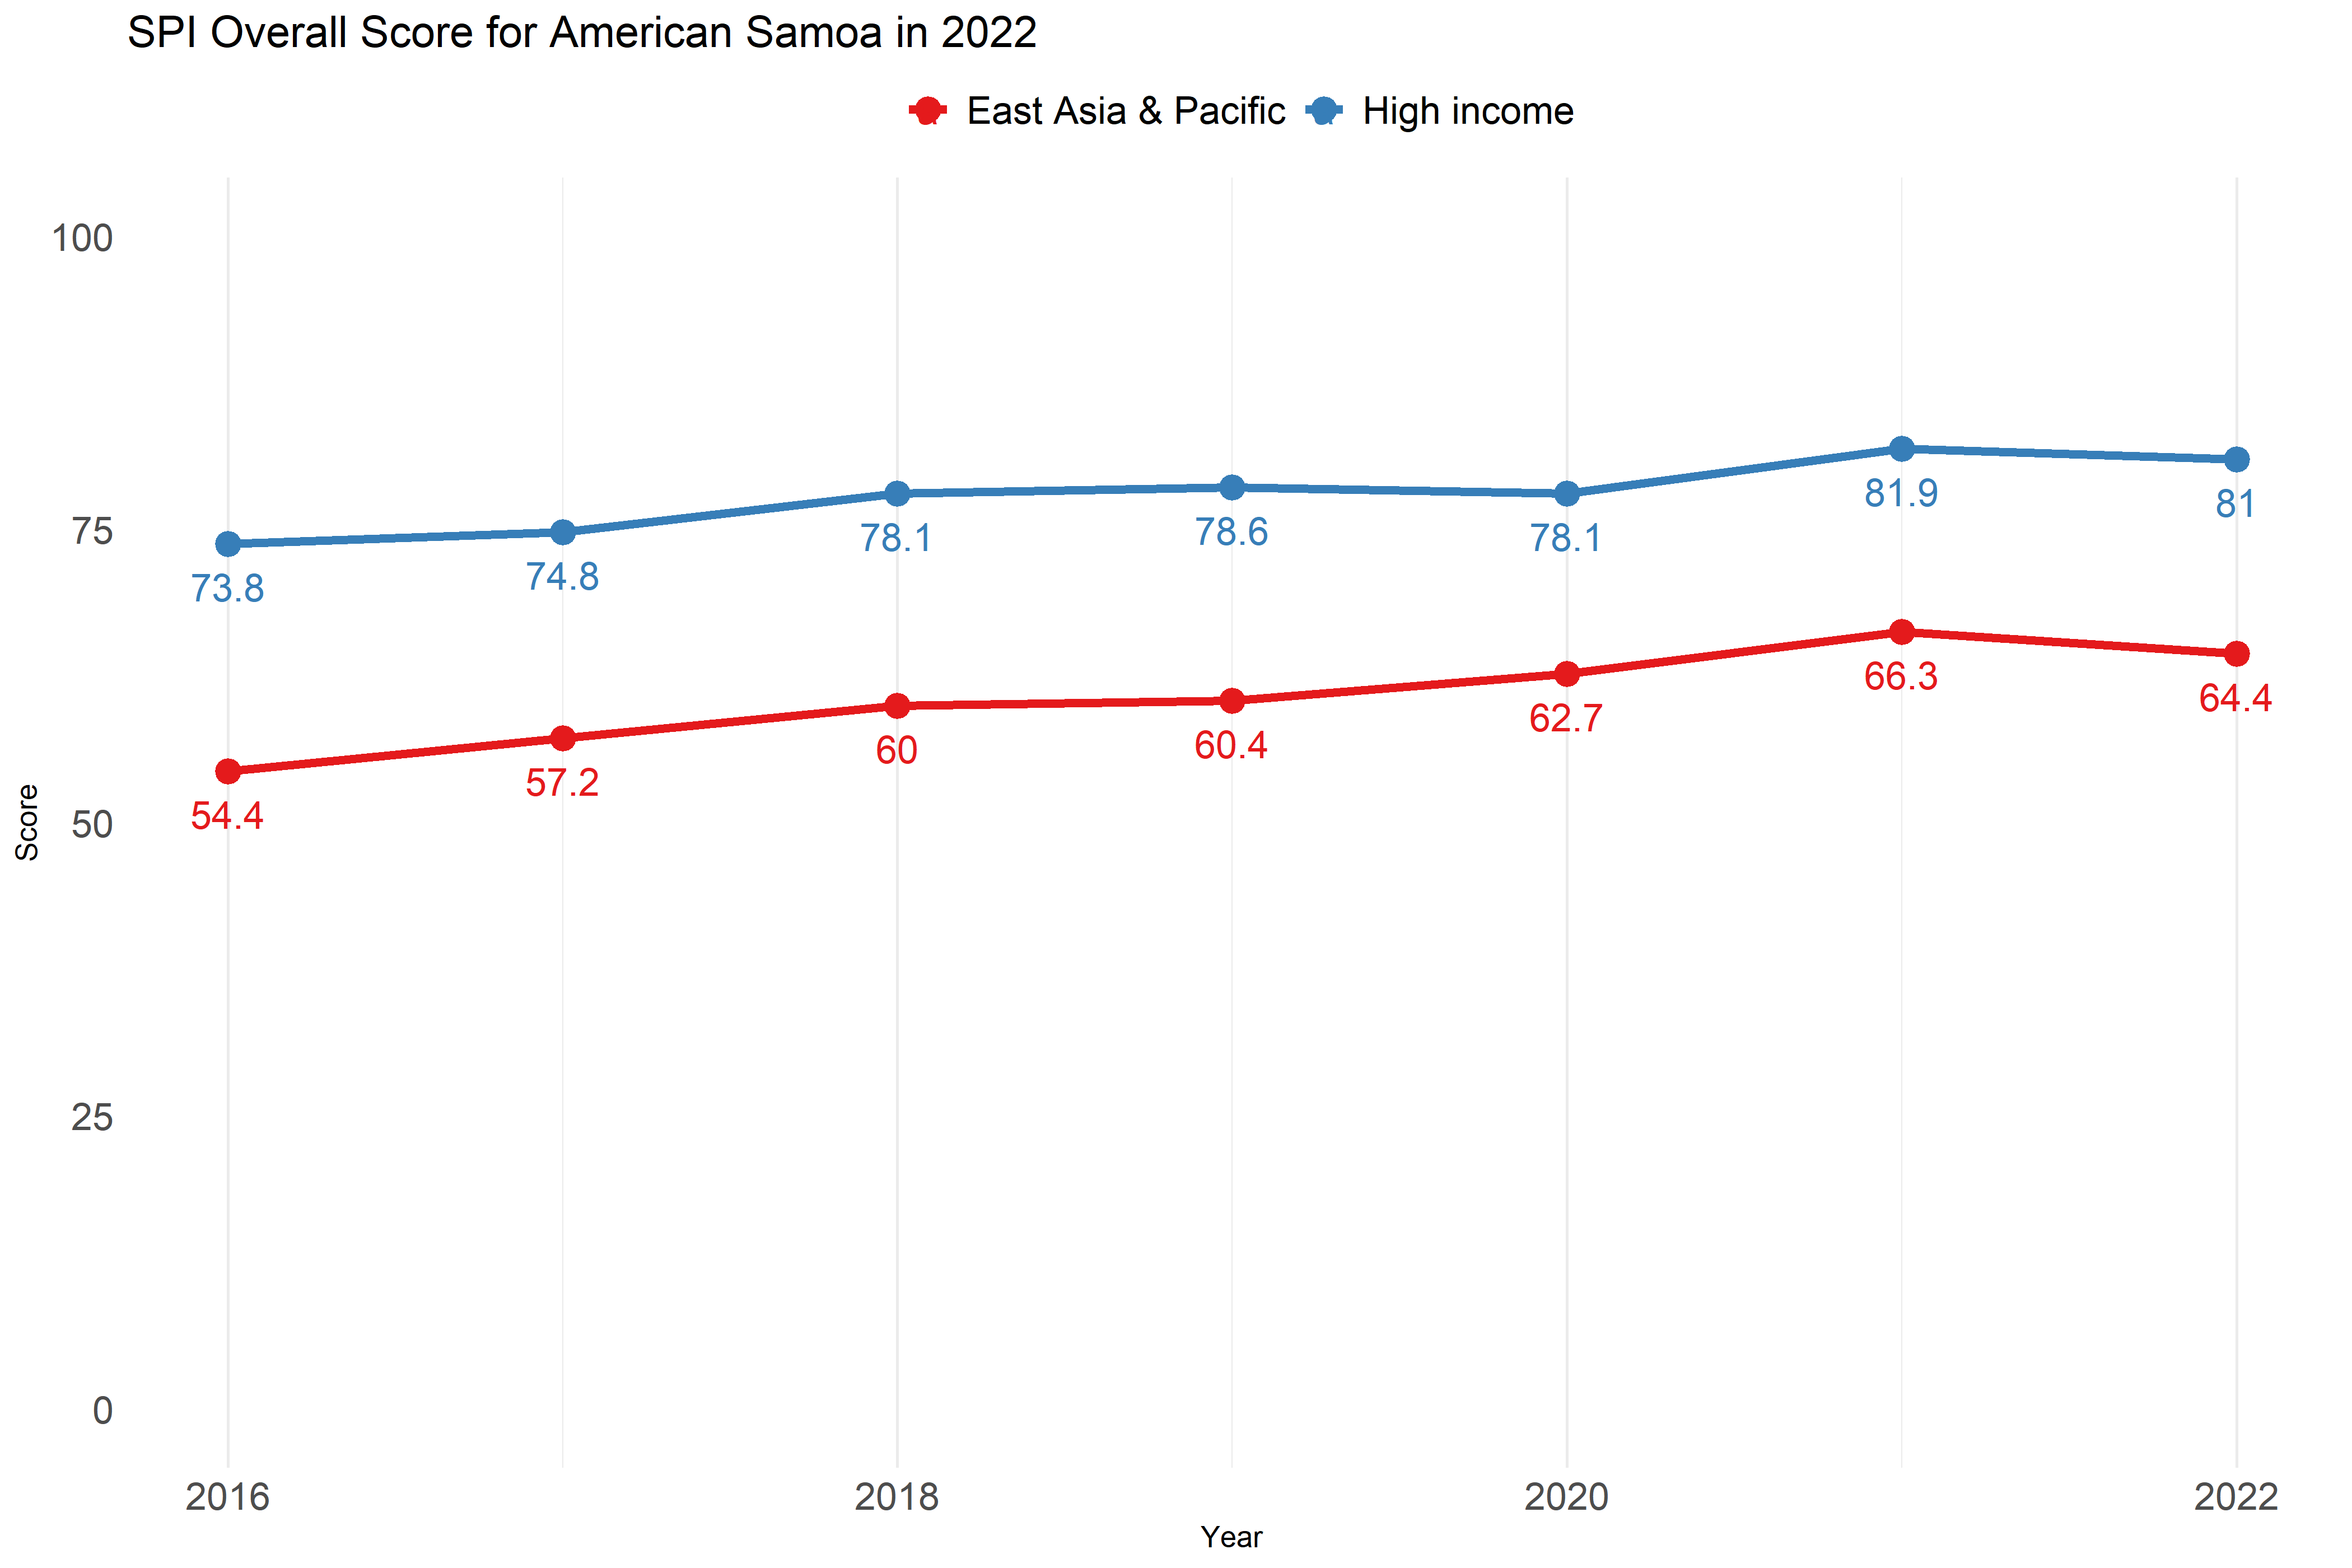 SPI Overall Score for American Samoa in 2022
East Asia & Pacific High income
100
75
50
25
0
Score
73.8 74.8 78.1 78.6 78.1 81.9 81
54.4 57.2 60 60.4 62.7 66.3 64.4
2016 2018 2020 2022
Year